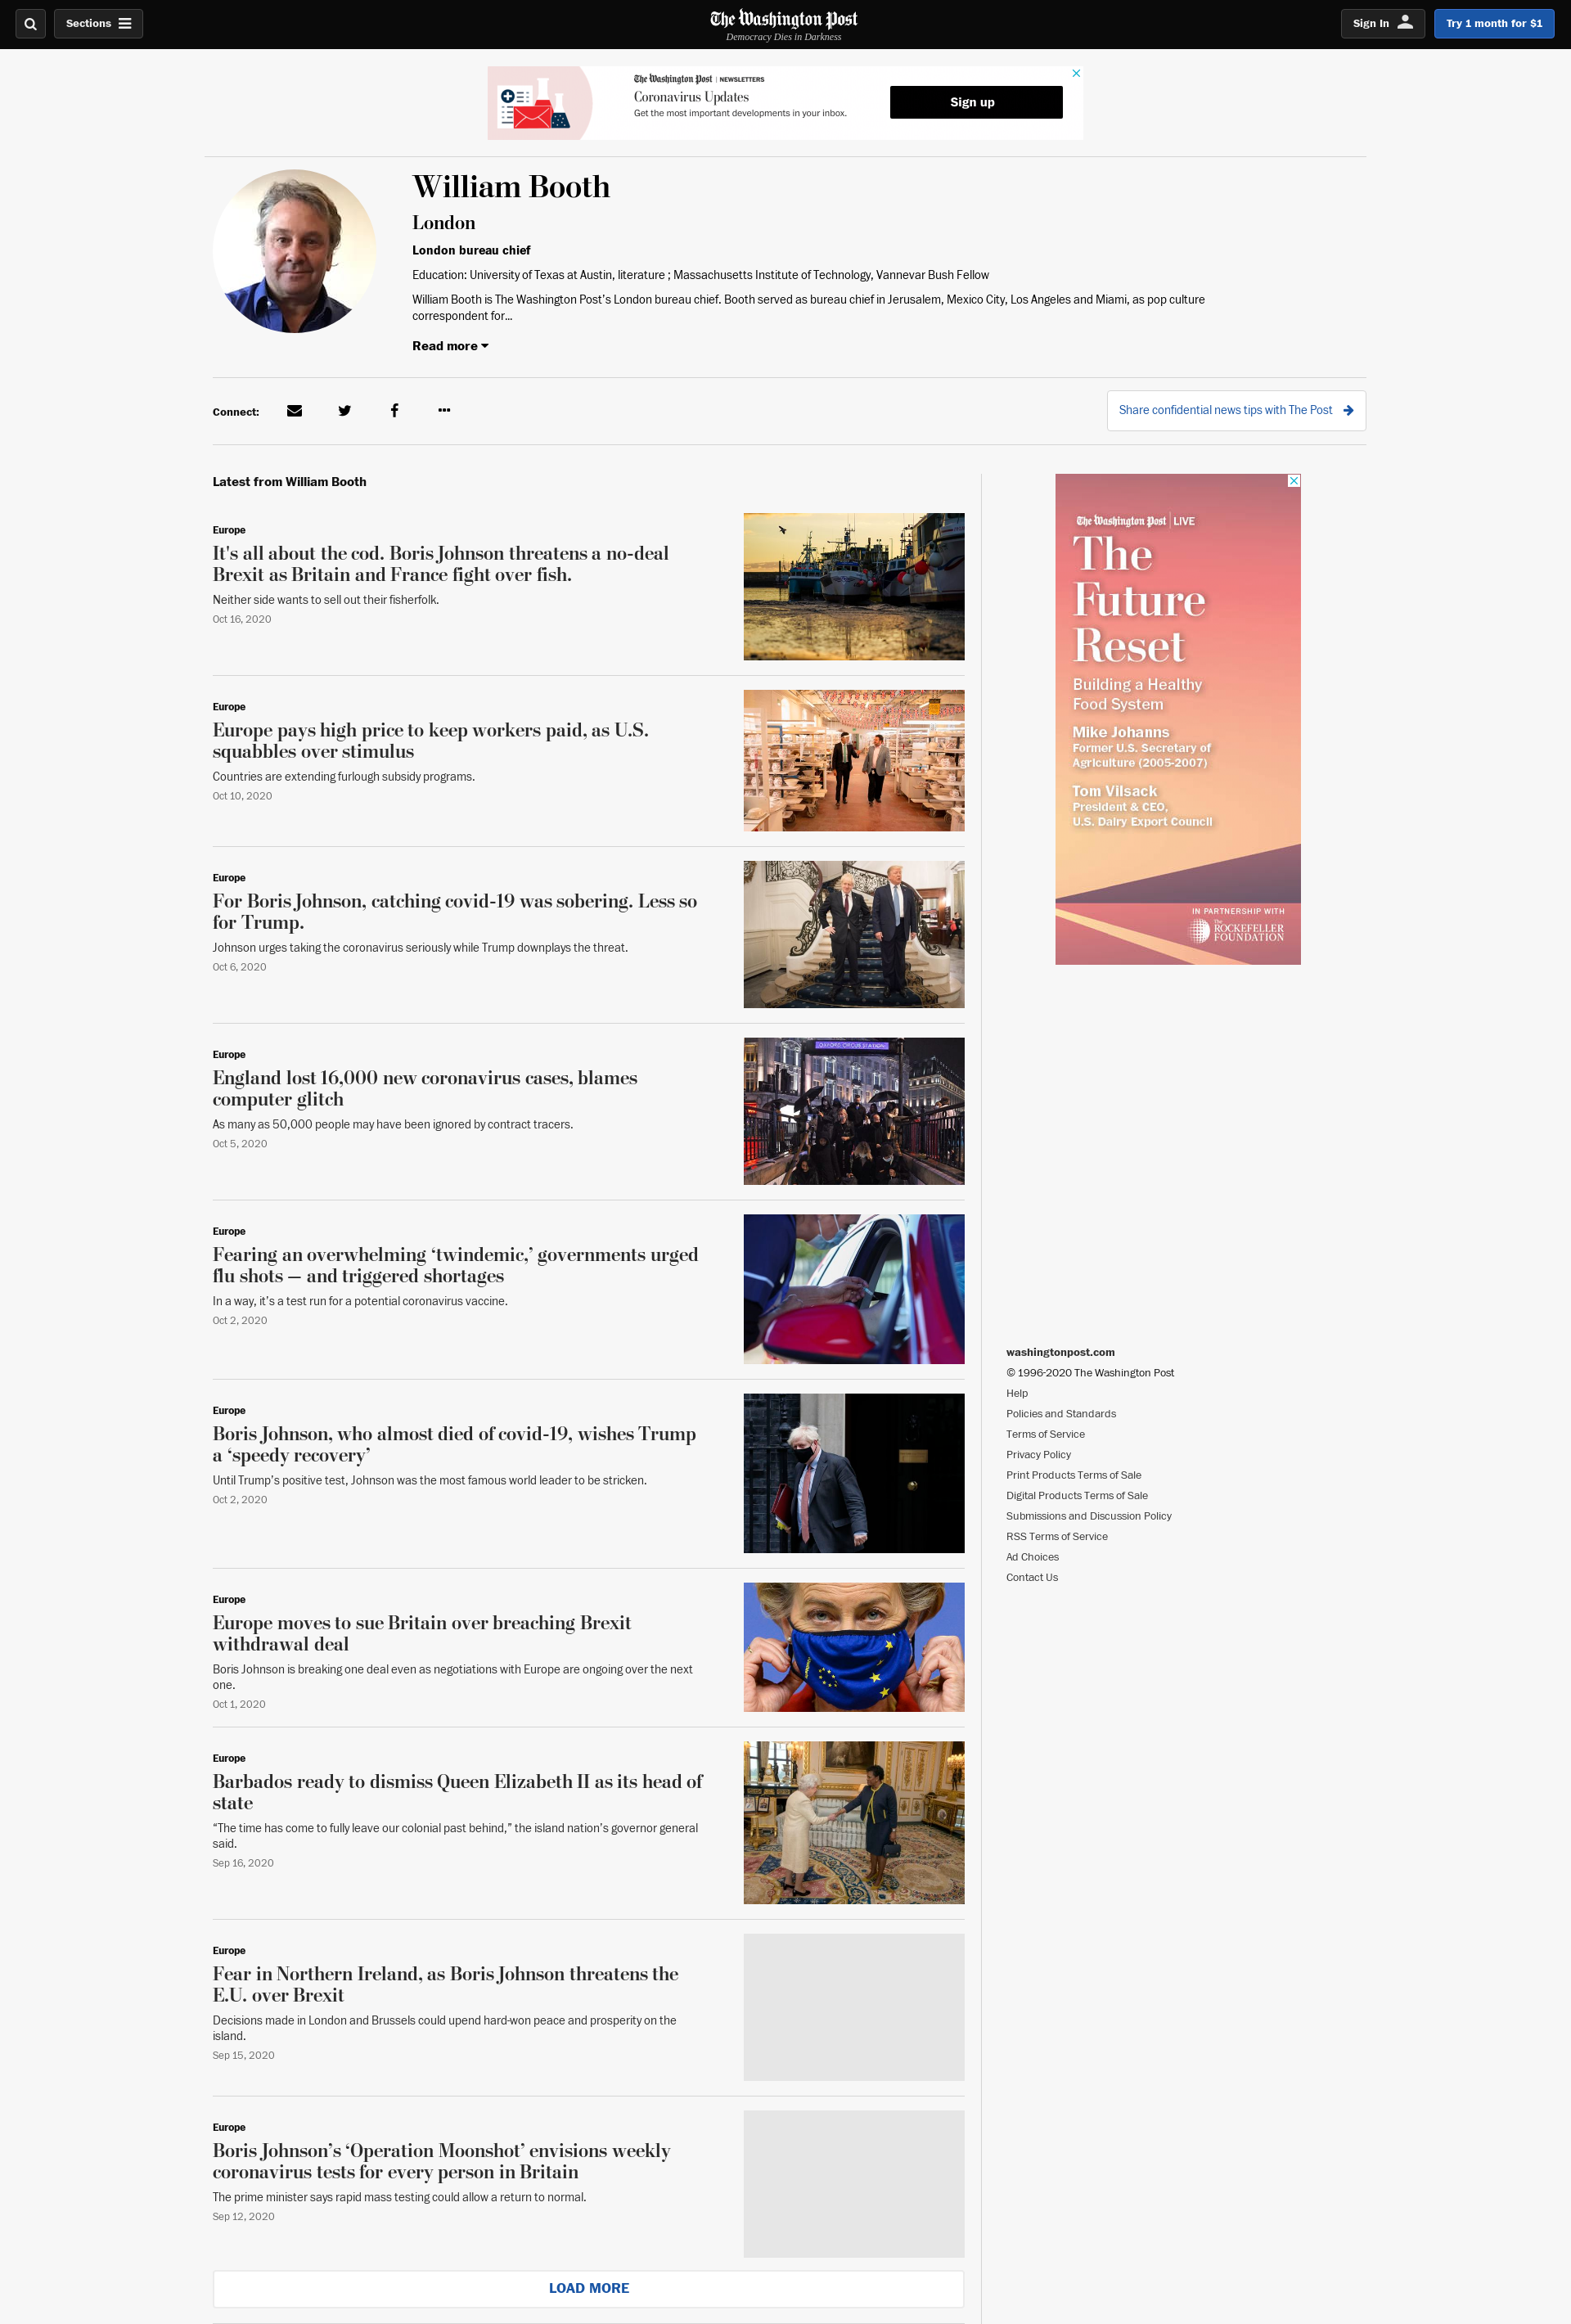 Sections
The Washington Post
Democracy Dies in Darkness
Sign In
Try 1 month for $1
The Washington Post | NEWSLETTERS
Coronavirus Updates
Get the most important developments in your inbox.
Sign up
William Booth
London
London bureau chief
Education: University of Texas at Austin, literature ; Massachusetts Institute of Technology, Vannevar Bush Fellow
William Booth is The Washington Post's London bureau chief. Booth served as bureau chief in Jerusalem, Mexico City, Los Angeles and Miami, as pop culture
correspondent for...
Read more
Connect:
Share confidential news tips with The Post
Latest from William Booth
Europe
It's all about the cod. Boris Johnson threatens a no-deal
Brexit as Britain and France fight over fish.
Neither side wants to sell out their fisherfolk.
Oct 16, 2020
Europe
Europe pays high price to keep workers paid, as U.S.
squabbles over stimulus
Countries are extending furlough subsidy programs.
Oct 10, 2020
Europe
For Boris Johnson, catching covid-19 was sobering. Less so
for Trump.
Johnson urges taking the coronavirus seriously while Trump downplays the threat.
Oct 6, 2020
Europe
England lost 16,000 new coronavirus cases, blames
computer glitch
As many as 50,000 people may have been ignored by contract tracers.
Oct 5, 2020
OXFORD CIRCUS STATION
Europe
Fearing an overwhelming ‘twindemic,’ governments urged
flu shots — and triggered shortages
In a way, it's a test run for a potential coronavirus vaccine.
Oct 2, 2020
Europe
Boris Johnson, who almost died of covid-19, wishes Trump
a ‘speedy recovery’
Until Trump's positive test, Johnson was the most famous world leader to be stricken.
Oct 2, 2020
Europe
Europe moves to sue Britain over breaching Brexit
withdrawal deal
Boris Johnson is breaking one deal even as negotiations with Europe are ongoing over the next
one.
Oct 1, 2020
Europe
Barbados ready to dismiss Queen Elizabeth II as its head of
state
“The time has come to fully leave our colonial past behind,” the island nation's governor general
said.
Sep 16, 2020
Europe
Fear in Northern Ireland, as Boris Johnson threatens the
E.U. over Brexit
Decisions made in London and Brussels could upend hard-won peace and prosperity on the
island.
Sep 15, 2020
Europe
Boris Johnson’s ‘Operation Moonshot’ envisions weekly
coronavirus tests for every person in Britain
The prime minister says rapid mass testing could allow a return to normal.
Sep 12, 2020
LOAD MORE
The Washington Post | LIVE
The
Future
Reset
Building a Healthy
Food System
Mike Johanns
Former U.S. Secretary of
Agriculture (2005-2007)
Tom Vilsack
President & CEO,
U.S. Dairy Export Council
IN PARTNERSHIP WITH
The
ROCKEFELLER
FOUNDATION
washingtonpost.com
© 1996-2020 The Washington Post
Help
Policies and Standards
Terms of Service
Privacy Policy
Print Products Terms of Sale
Digital Products Terms of Sale
Submissions and Discussion Policy
RSS Terms of Service
Ad Choices
Contact Us